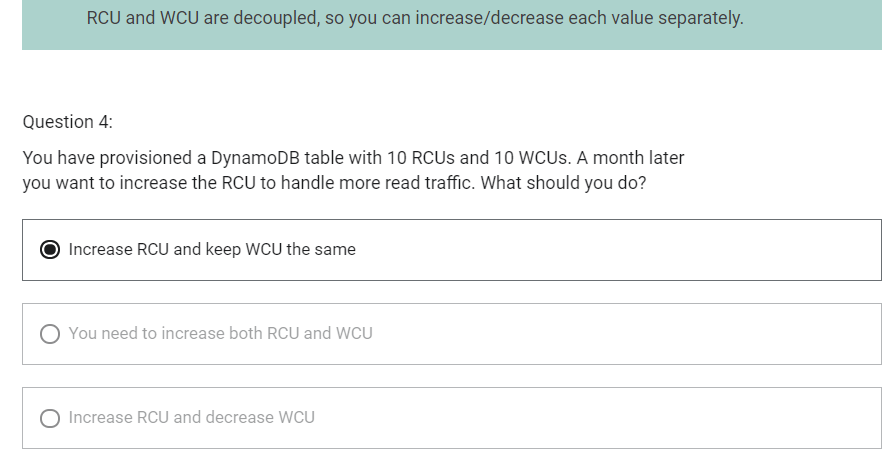 RCU and WCU are decoupled, so you can increase/decrease each value separately.
Question 4:
You have provisioned a DynamoDB table with 10 RCUs and 10 WCUs. A month later
you want to increase the RCU to handle more read traffic. What should you do?
Increase RCU and keep WCU the same
You need to increase both RCU and WCU
Increase RCU and decrease WCU